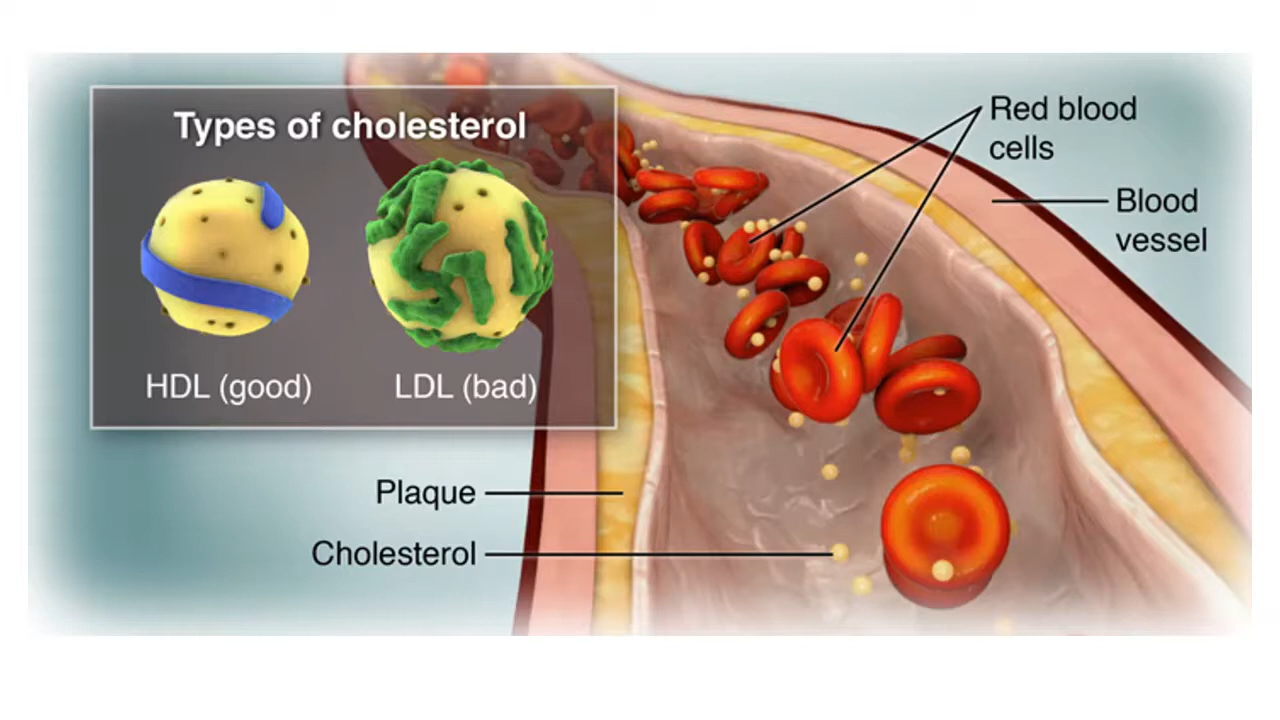 Types of cholesterol
HDL (good)
LDL (bad)
Red blood
cells
Blood
vessel
Plaque
Cholesterol